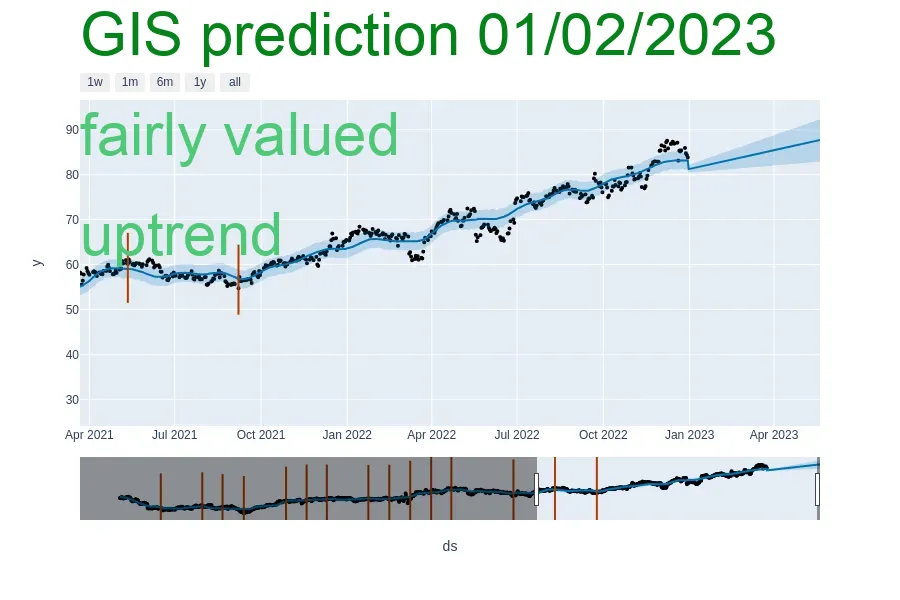 GIS prediction 01/02/2023
1w 1m 6m 1y all
fairly valued
uptrend
90
80
70
60
50
40
30
y
Apr 2021 Jul 2021 Oct 2021 Jan 2022 Apr 2022 Jul 2022 Oct 2022 Jan 2023 Apr 2023
ds